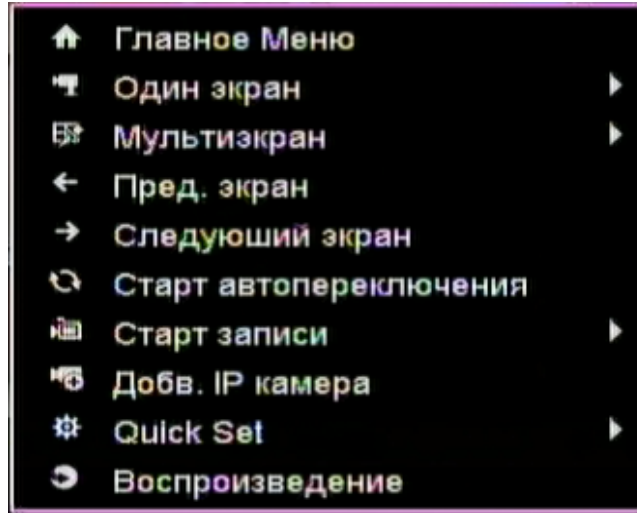 Главное Меню
Один экран
Мультиэкран
Пред. экран
Следуюший экран
Старт автопереключения
Старт записи
Добв. IP камера
Quick Set
Воспроизведение